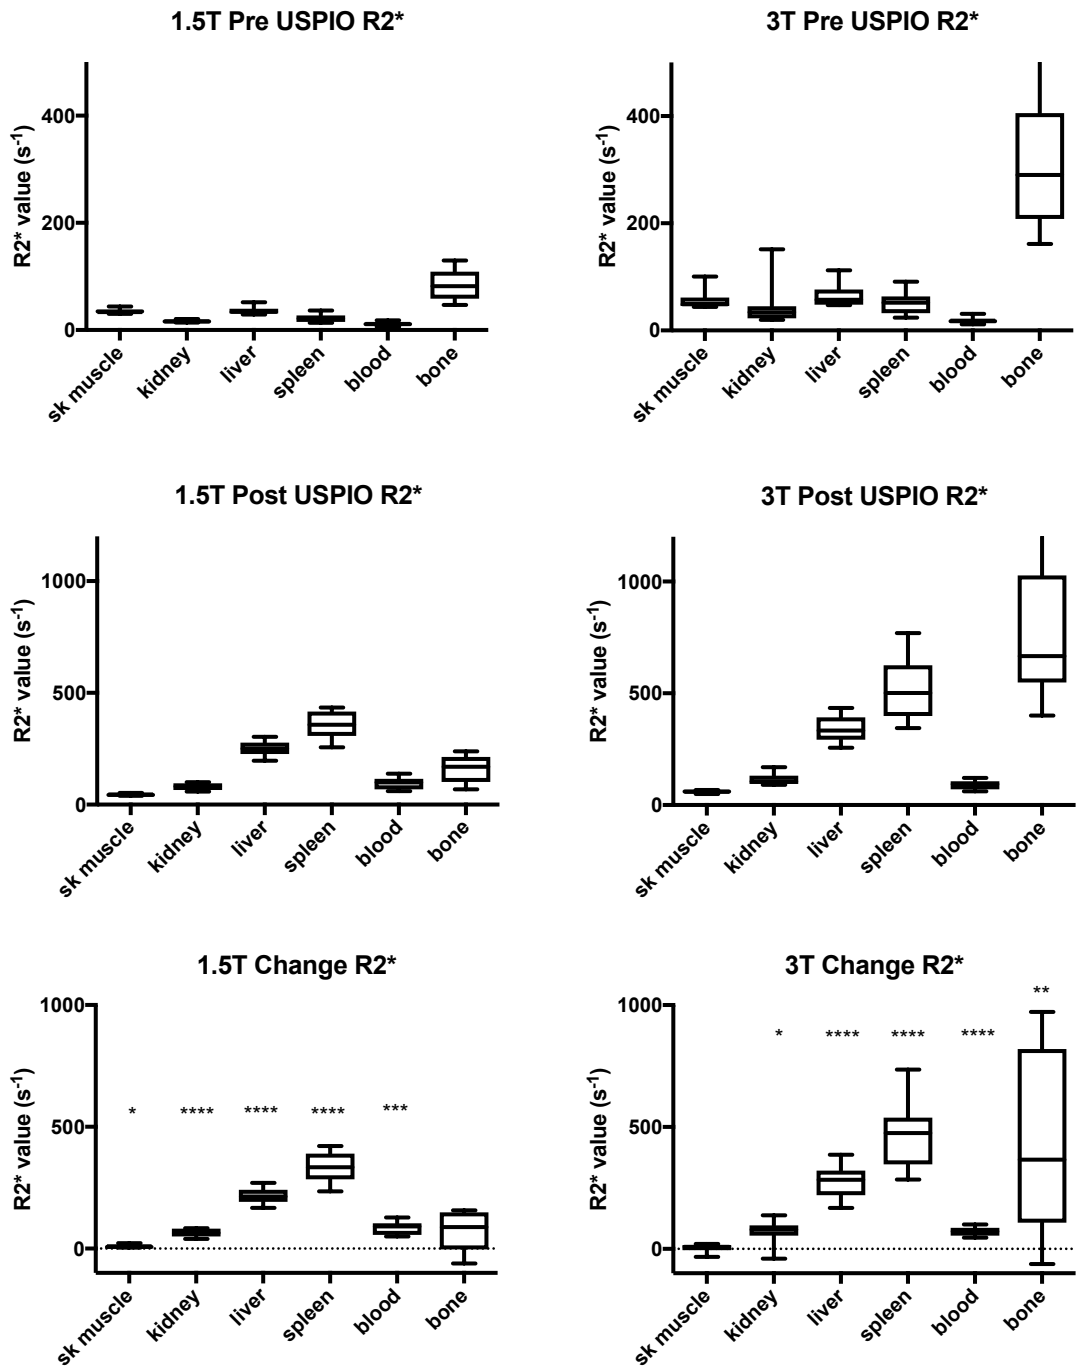 1.5T Pre USPIO R2*
R2* value (s-1)
400
200
0
sk muscle
kidney
liver
spleen
blood
bone
3T Pre USPIO R2*
R2* value (s-1)
400
200
0
sk muscle
kidney
liver
spleen
blood
bone
1.5T Post USPIO R2*
R2* value (s-1)
1000
500
0
sk muscle
kidney
liver
spleen
blood
bone
3T Post USPIO R2*
R2* value (s-1)
1000
500
0
sk muscle
kidney
liver
spleen
blood
bone
1.5T Change R2*
R2* value (s-1)
1000
500
0
* **** **** **** ***
sk muscle
kidney
liver
spleen
blood
bone
3T Change R2*
R2* value (s-1)
1000
500
0
* **** **** **** **
sk muscle
kidney
liver
spleen
blood
bone